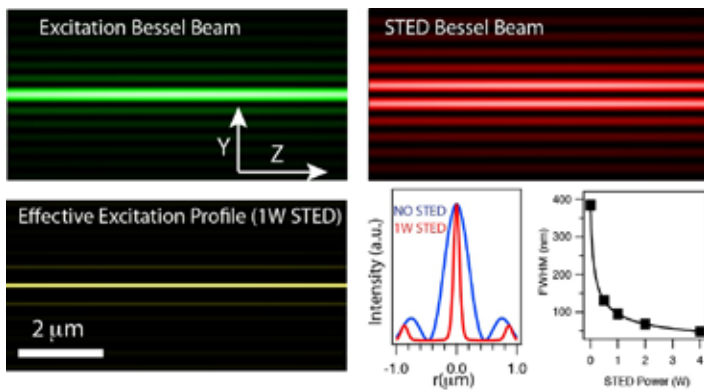 Excitation Bessel Beam
Y
Z
STED Bessel Beam
Effective Excitation Profile (1W STED)
2 μm
Intensity (a.u.)
NO STED
1W STED
-1.0
0.0
1.0
r(μm)
FWHM (nm)
400
300
200
100
0
1
2
3
4
STED Power (W)